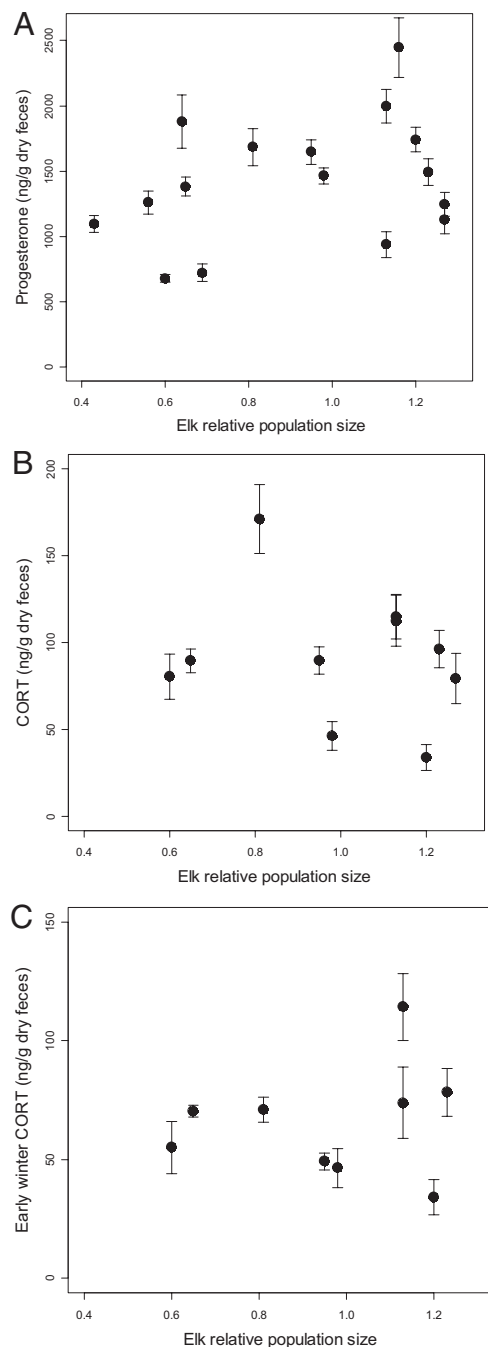 A
Progesterone (ng/g dry feces)
2500
2000
1500
1000
500
0
0.4 0.6 0.8 1.0 1.2
Elk relative population size
B
CORT (ng/g dry feces)
200
150
100
50
0
0.4 0.6 0.8 1.0 1.2
Elk relative population size
C
Early winter CORT (ng/g dry feces)
150
100
50
0
0.4 0.6 0.8 1.0 1.2
Elk relative population size